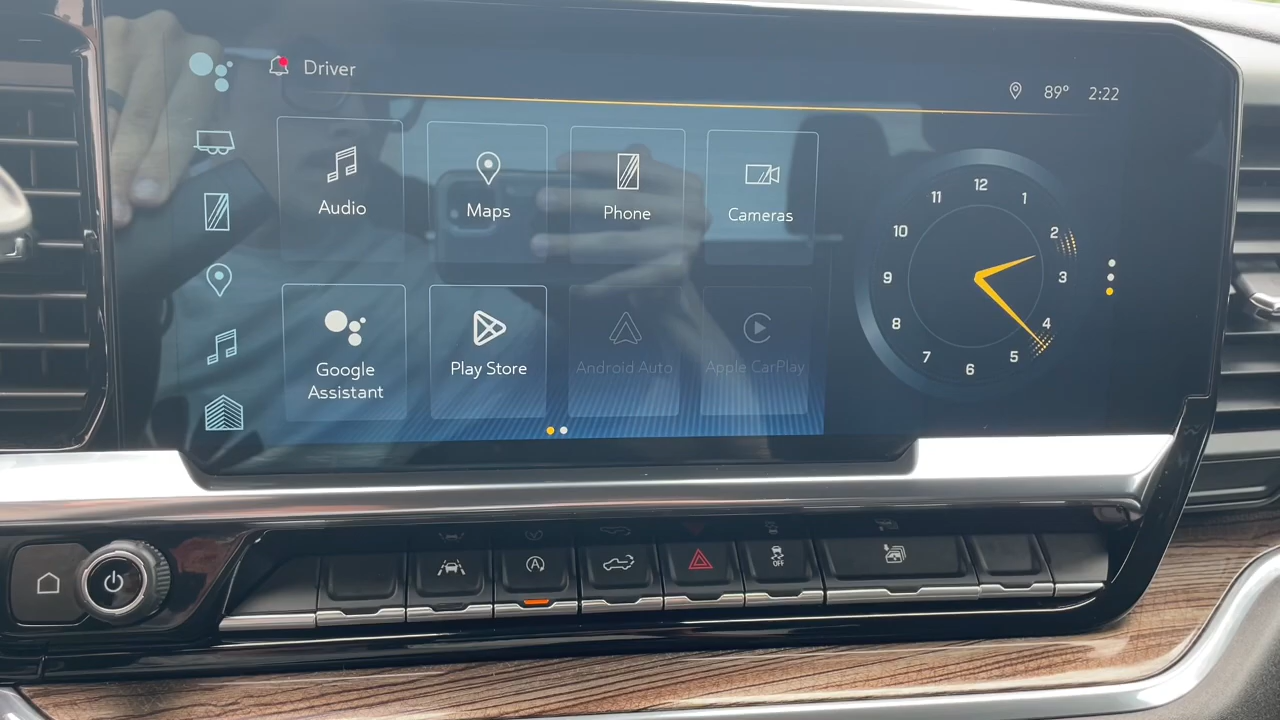 Driver
89° 2:22
Audio
Maps
Phone
Cameras
Google
Assistant
Play Store
Android Auto
Apple CarPlay
12
1
2
3
4
5
6
7
8
9
10
11
A
OFF